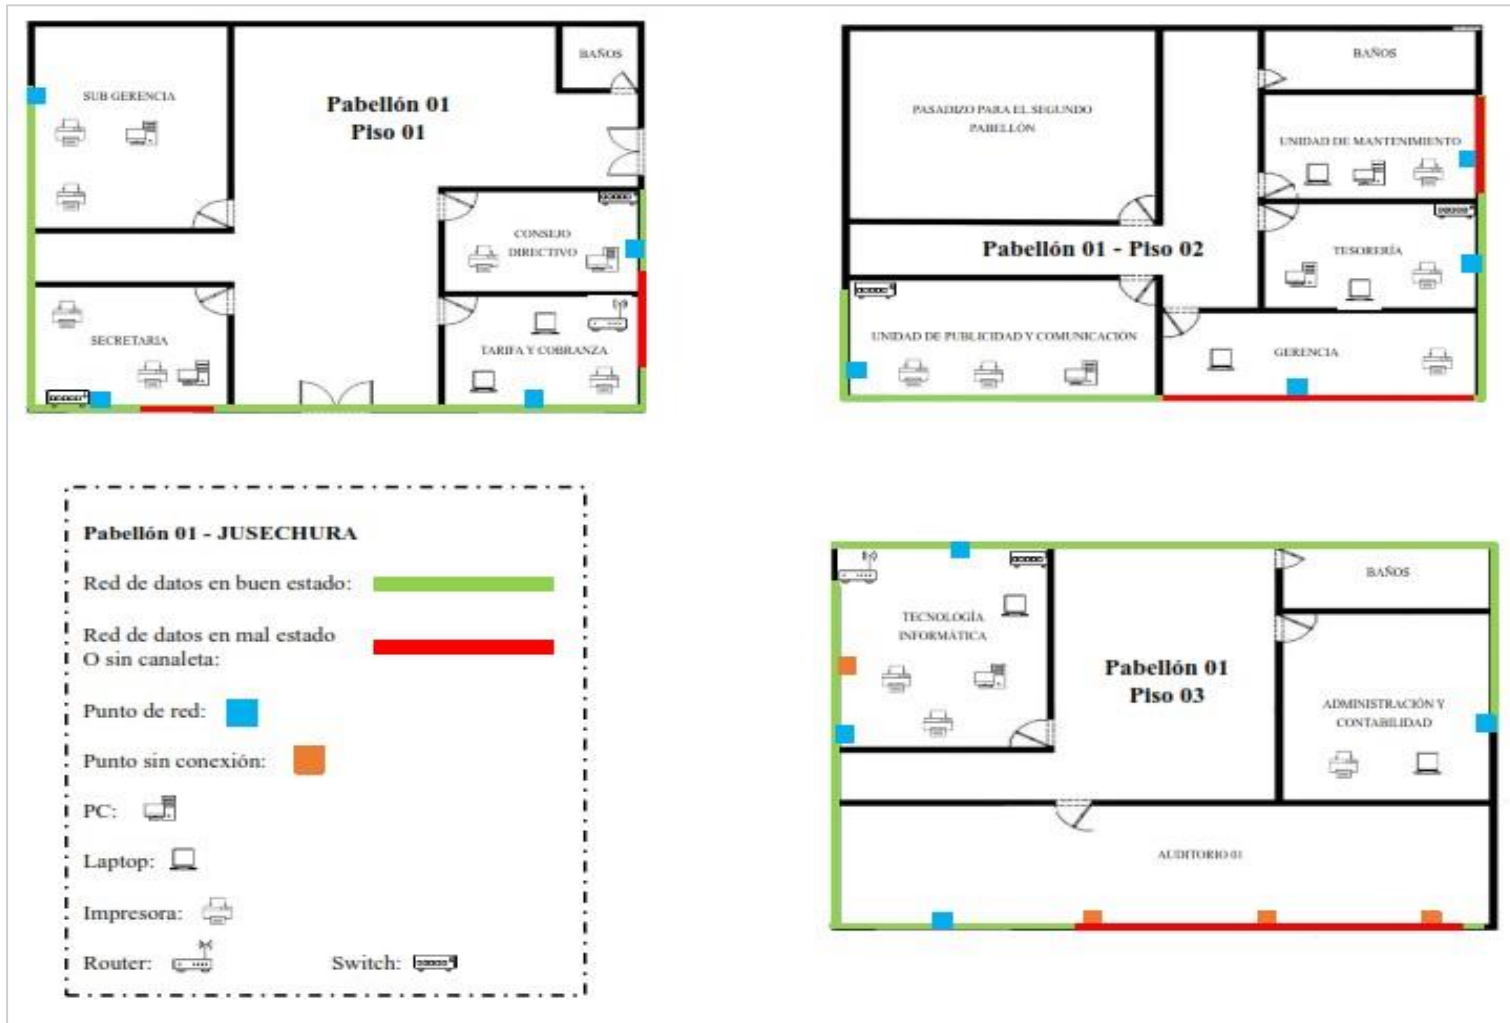 SUB GERENCIA
BAÑOS
Pabellón 01
Piso 01
CONSEJO
DIRECTIVO
SECRETARIA
TARIFA Y COBRANZA
BAÑOS
PASADIZO PARA EL SEGUNDO
PABELLÓN
UNIDAD DE MANTENIMIENTO
Pabellón 01 - Piso 02
TESORERÍA
UNIDAD DE PUBLICIDAD Y COMUNICACIÓN
GERENCIA
Pabellón 01 - JUSECHURA
Red de datos en buen estado:
Red de datos en mal estado
O sin canaleta:
Punto de red:
Punto sin conexión:
PC:
Laptop:
Impresora:
Router:
Switch:
BAÑOS
TECNOLOGÍA
INFORMÁTICA
Pabellón 01
Piso 03
ADMINISTRACIÓN Y
CONTABILIDAD
AUDITORIO 01